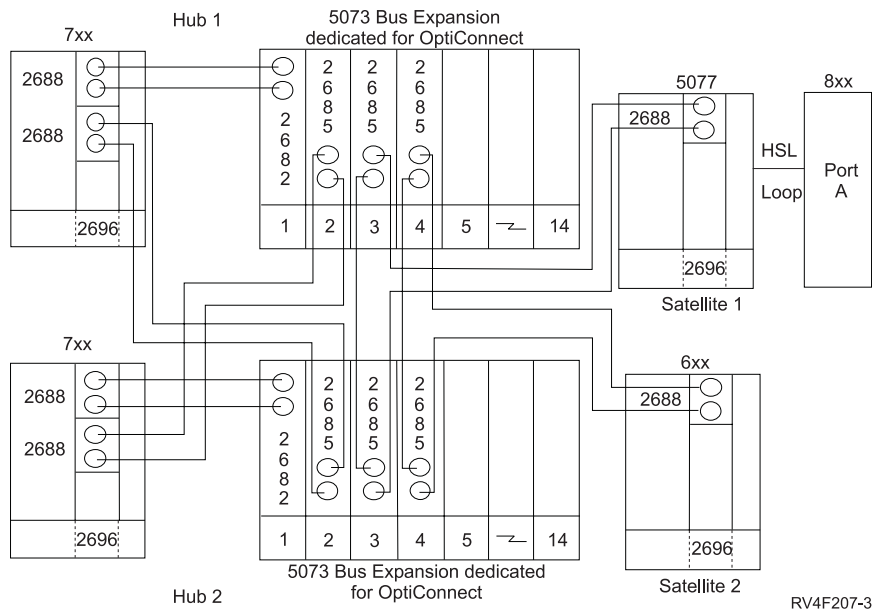 Hub 1
5073 Bus Expansion
dedicated for OptiConnect
7xx
2688
2688
2696
2682
2685
2685
2685
1 2 3 4 5 14
5077
2688
2696
Satellite 1
HSL
Loop
8xx
Port
A
7xx
2688
2688
2696
2682
2685
2685
2685
1 2 3 4 5 14
5073 Bus Expansion dedicated
for OptiConnect
Hub 2
6xx
2688
2696
Satellite 2
RV4F207-3